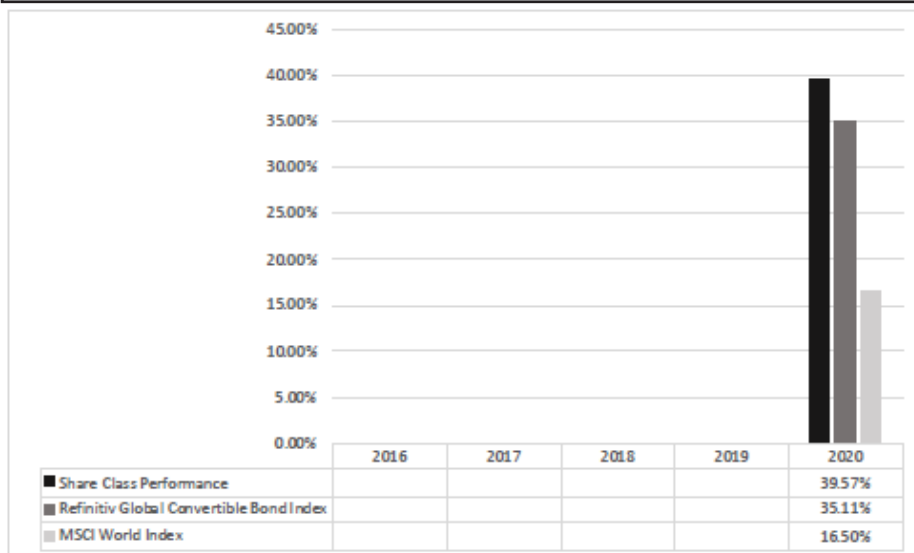 45.00%
40.00%
35.00%
30.00%
25.00%
20.00%
15.00%
10.00%
5.00%
0.00%
2016 2017 2018 2019 2020
Share Class Performance 39.57%
Refinitiv Global Convertible Bond Index 35.11%
MSCI World Index 16.50%